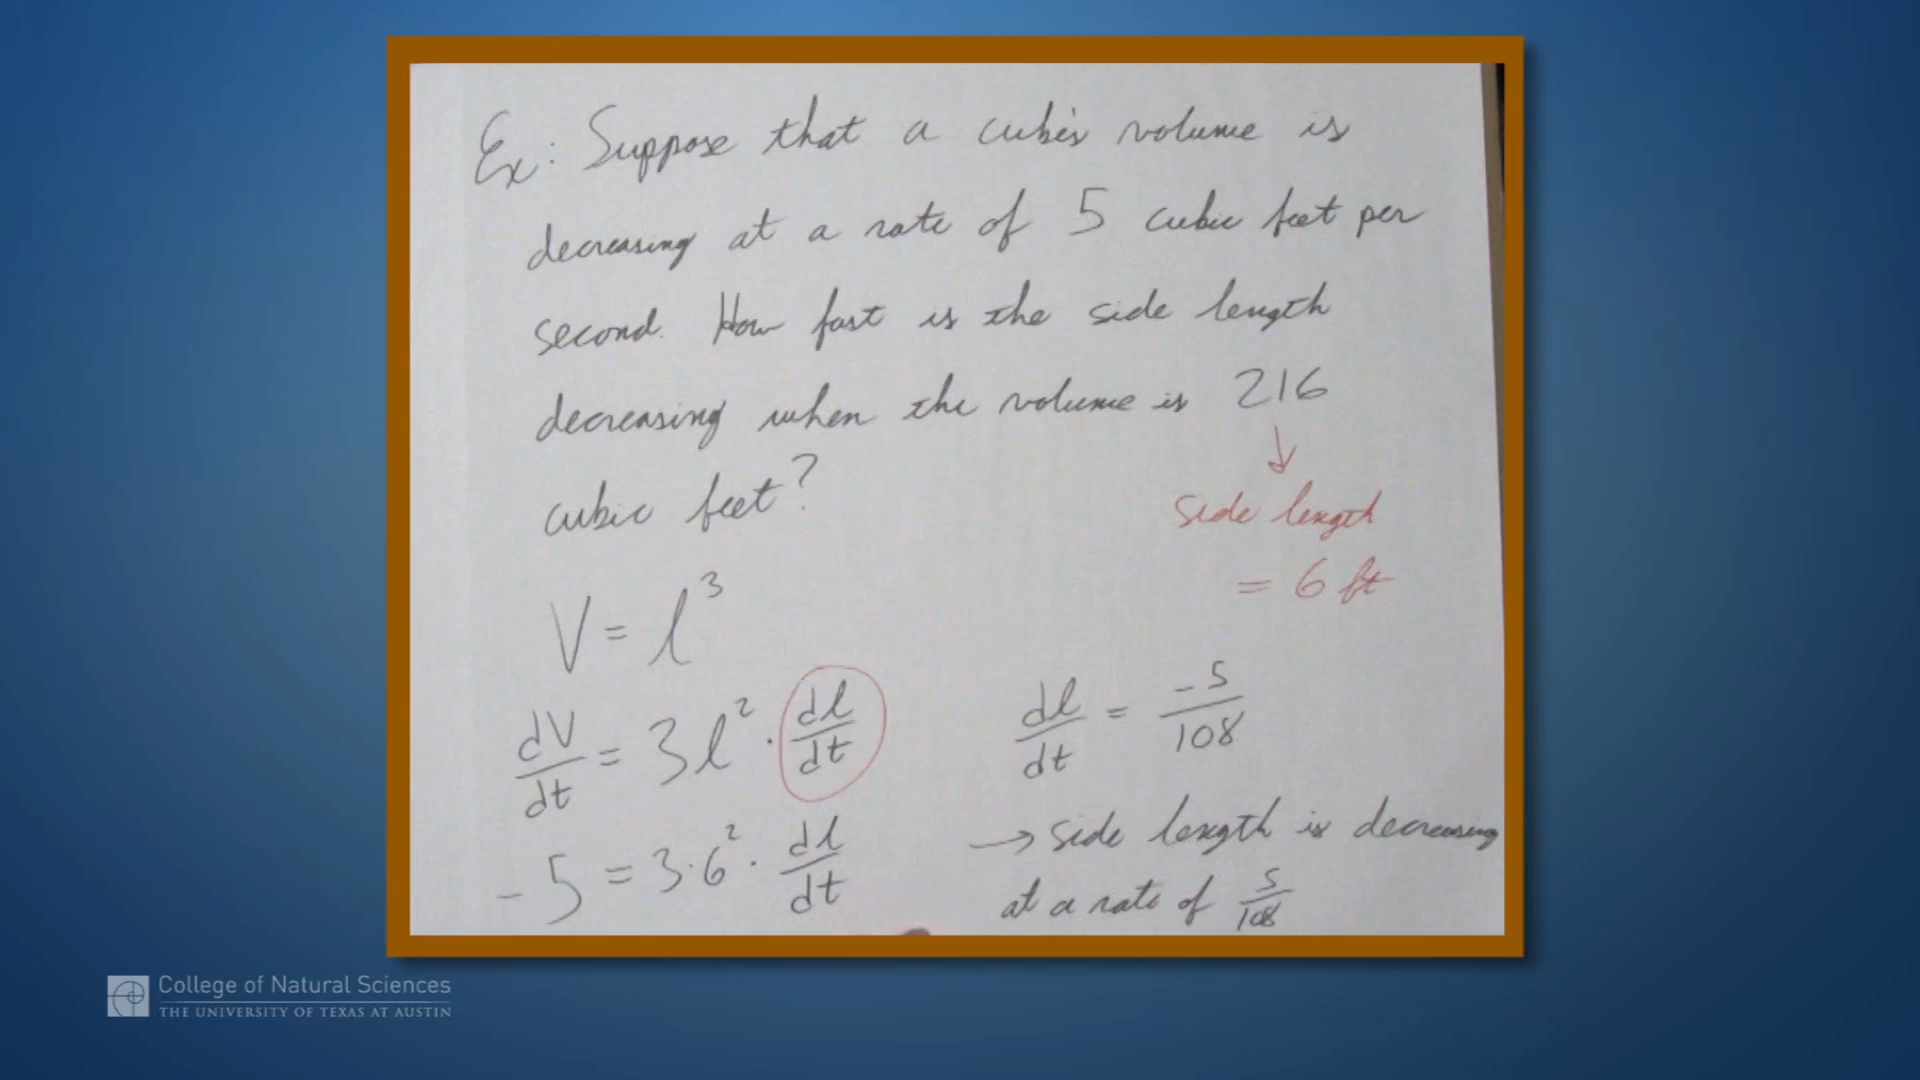 Ex: Suppose that a cube's volume is
decreasing at a rate of 5 cubic feet per
second. How fast is the side length
decreasing when the volume is 216
cubic feet?
↓
side length
= 6 ft
V = l³
dV/dt = 3l² · dl/dt
-5 = 3·6² · dl/dt
dl/dt = -5/108
→ side length is decreasing
at a rate of 5/108
College of Natural Sciences
THE UNIVERSITY OF TEXAS AT AUSTIN